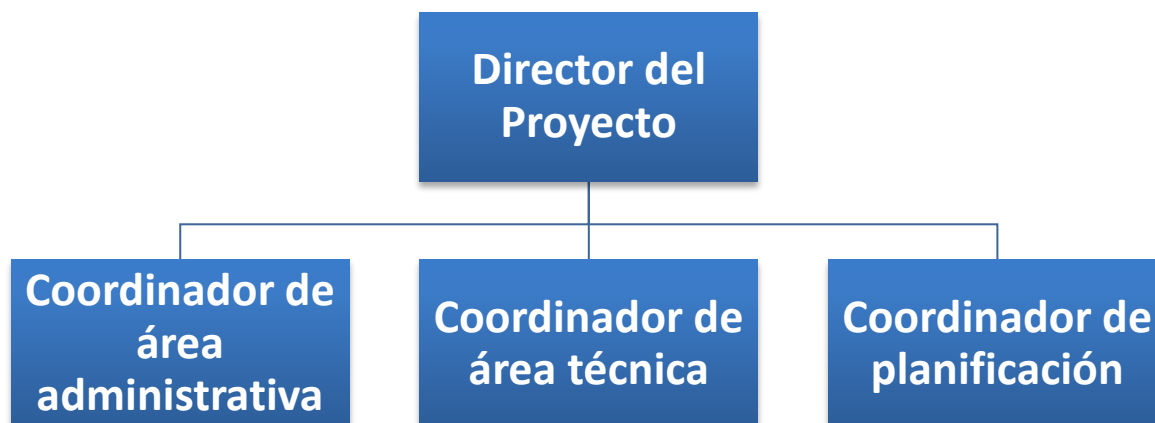 Director del
Proyecto
Coordinador de
área
administrativa
Coordinador de
área técnica
Coordinador de
planificación